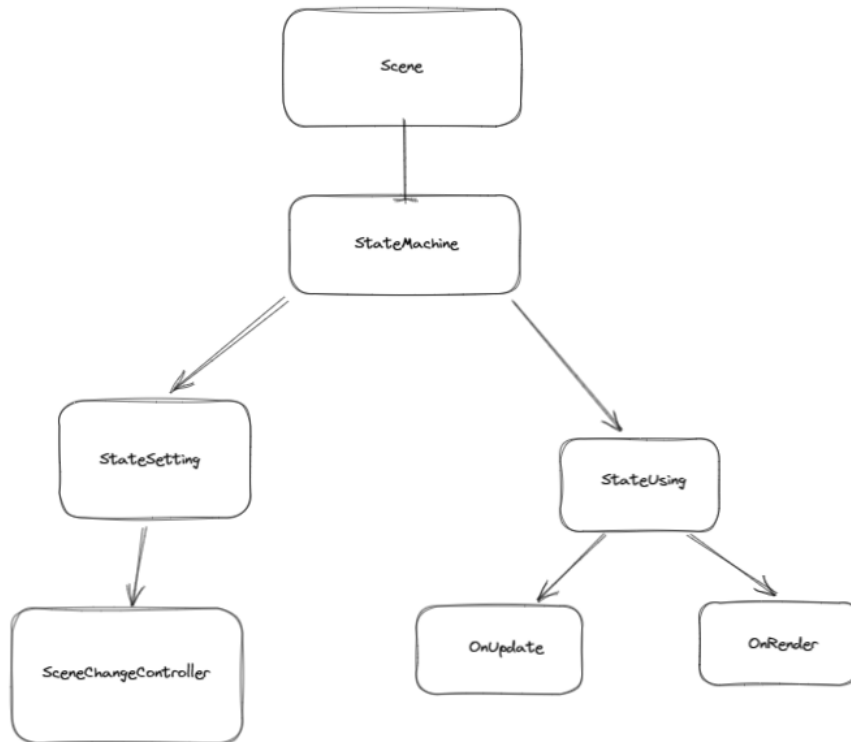 Scene
StateMachine
StateSetting
StateUsing
OnUpdate
OnRender
SceneChangeController